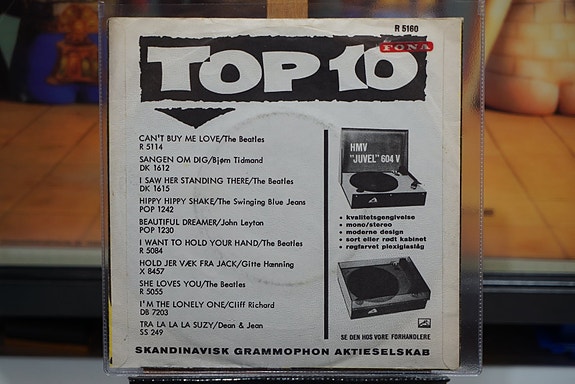 R 5160
FONA
TOP 10
CAN'T BUY ME LOVE/The Beatles
R 5114
SANGEN OM DIG/Bjørn Tidmand
DK 1612
I SAW HER STANDING THERE/The Beatles
DK 1615
HIPPY HIPPY SHAKE/The Swinging Blue Jeans
POP 1242
BEAUTIFUL DREAMER/John Leyton
POP 1230
I WANT TO HOLD YOUR HAND/The Beatles
R 5084
HOLD JER VÆK FRA JACK/Gitte Hænning
X 8457
SHE LOVES YOU/The Beatles
R 5055
I'M THE LONELY ONE/Cliff Richard
DB 7203
TRA LA LA LA SUZY/Dean & Jean
SS 249
HMV
"JUVEL" 604 V
• kvalitetsgengivelse
• mono/stereo
• moderne design
• sort eller rødt kabinet
• røgfarvet plexiglaslåg
SE DEN HOS VORE FORHANDLERE
SKANDINAVISK GRAMMOPHON AKTIESELSKAB